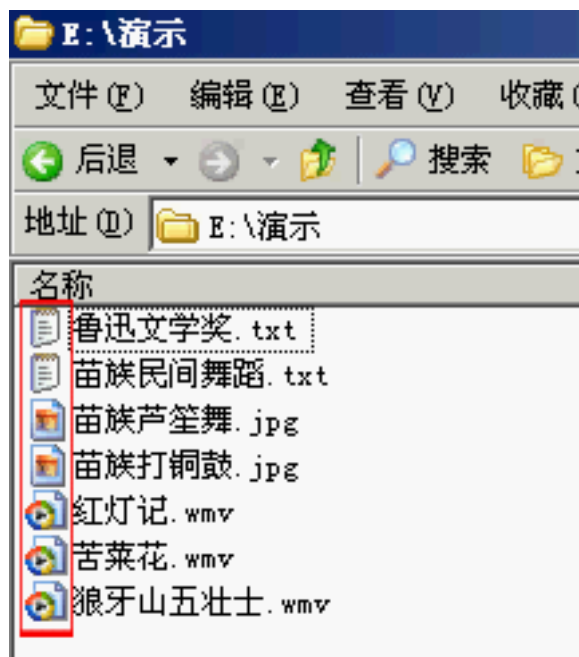 E:\演示
文件(F) 编辑(E) 查看(V) 收藏(
后退 搜索
地址(D) E:\演示
名称
鲁迅文学奖.txt
苗族民间舞蹈.txt
苗族芦笙舞.jpg
苗族打铜鼓.jpg
红灯记.wmv
苦菜花.wmv
狼牙山五壮士.wmv